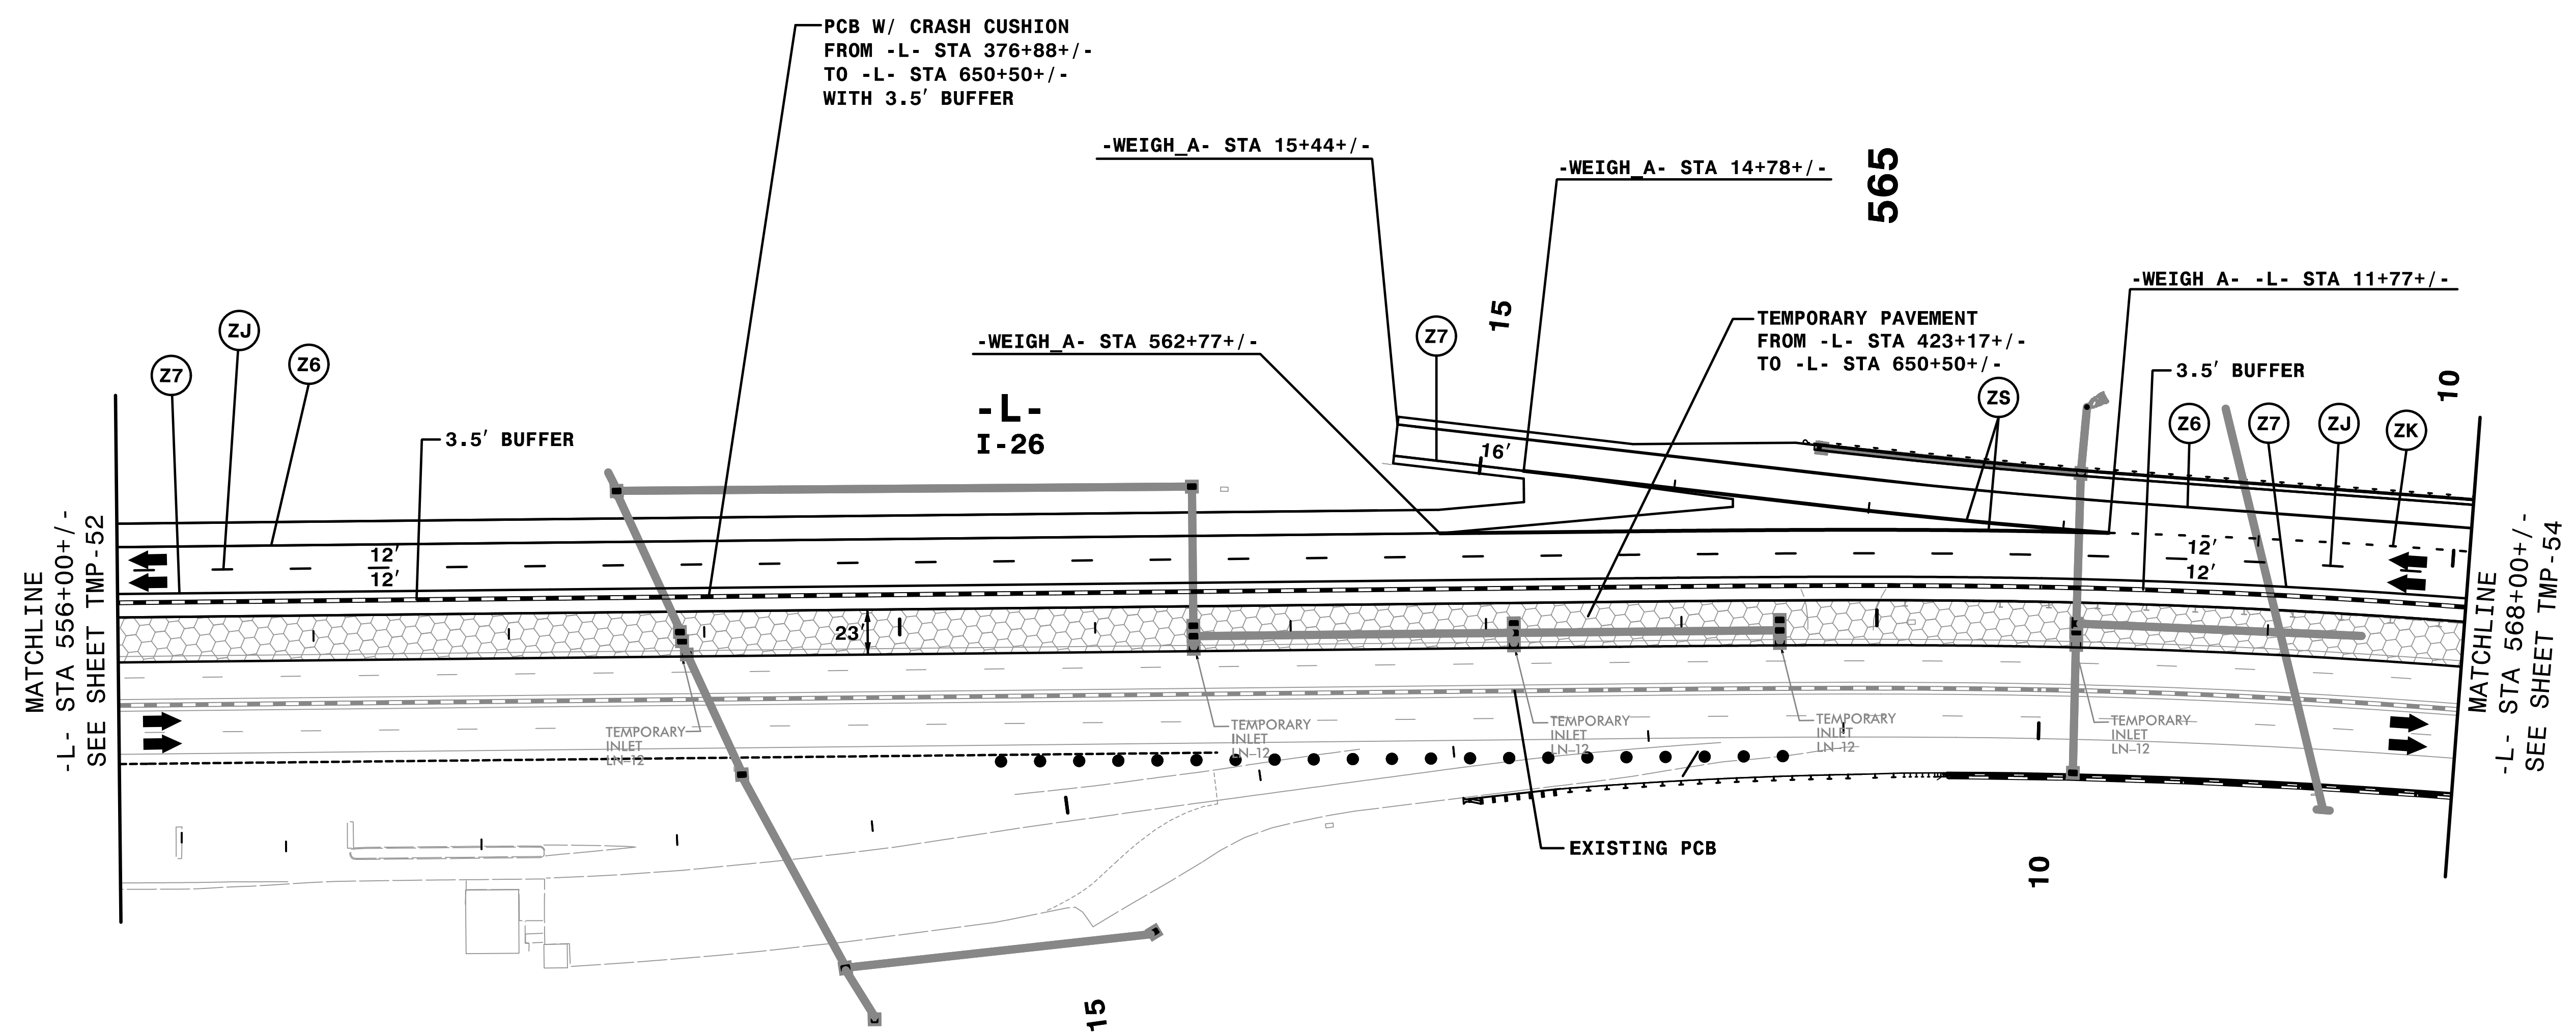 PCB W/ CRASH CUSHION
FROM -L- STA 376+88+/-
TO -L- STA 650+50+/-
WITH 3.5′ BUFFER
-WEIGH_A- STA 15+44+/-
-WEIGH_A- STA 14+78+/-
565
-WEIGH A- -L- STA 11+77+/-
15
TEMPORARY PAVEMENT
FROM -L- STA 423+17+/-
TO -L- STA 650+50+/-
-WEIGH_A- STA 562+77+/-
ZJ
Z7
Z6
Z7
3.5′ BUFFER
10
ZS
Z6
Z7
ZJ
ZK
-L-
I-26
3.5′ BUFFER
16′
MATCHLINE
-L- STA 556+00+/-
SEE SHEET TMP-52
12′
12′
12′
12′
23′
MATCHLINE
-L- STA 568+00+/-
SEE SHEET TMP-54
TEMPORARY
INLET
LN-12
TEMPORARY
INLET
LN-12
TEMPORARY
INLET
LN-12
TEMPORARY
INLET
LN-12
TEMPORARY
INLET
LN-12
EXISTING PCB
10
15